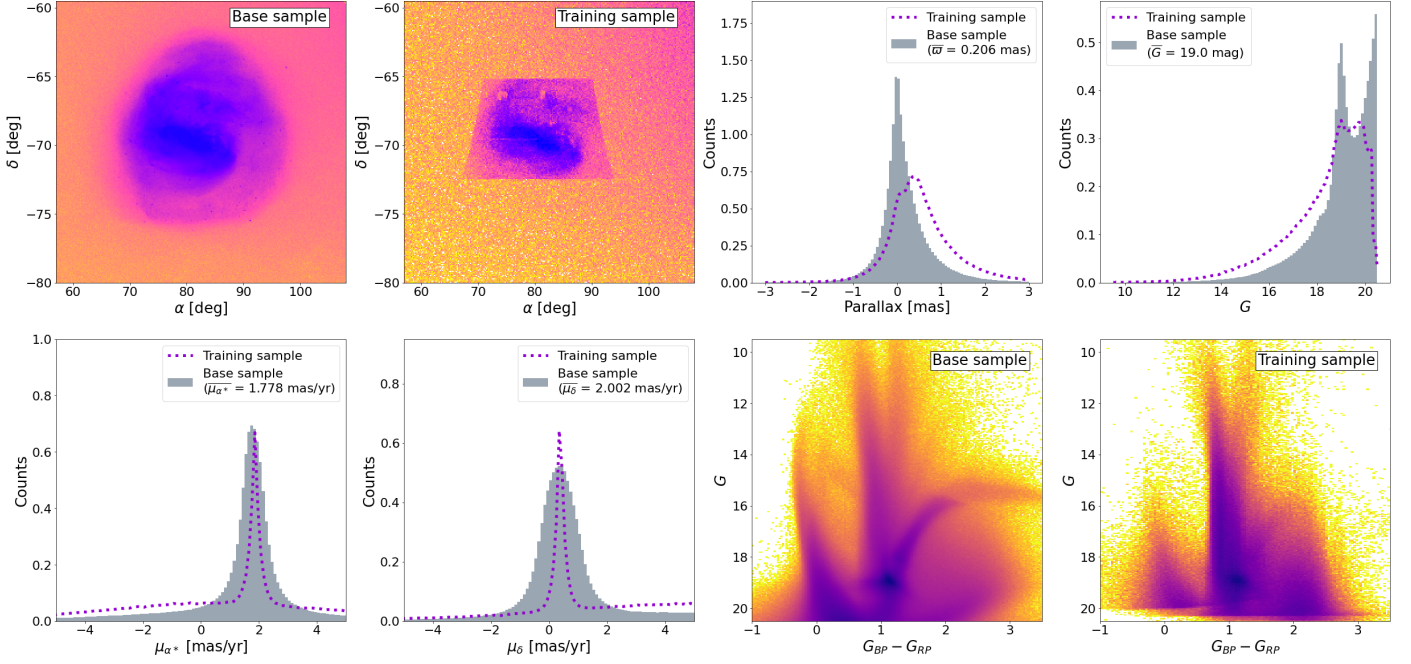 Base sample
−60
−65
−70
−75
−80
δ [deg]
60 70 80 90 100
α [deg]
Training sample
−60
−65
−70
−75
−80
δ [deg]
60 70 80 90 100
α [deg]
Training sample
Base sample
(ϖ̅ = 0.206 mas)
1.75
1.50
1.25
1.00
0.75
0.50
0.25
0.00
Counts
−3 −2 −1 0 1 2 3
Parallax [mas]
Training sample
Base sample
(G̅ = 19.0 mag)
0.5
0.4
0.3
0.2
0.1
0.0
Counts
10 12 14 16 18 20
G
Training sample
Base sample
(μ̅α* = 1.778 mas/yr)
1.0
0.8
0.6
0.4
0.2
0.0
Counts
−4 −2 0 2 4
μα* [mas/yr]
Training sample
Base sample
(μ̅δ = 2.002 mas/yr)
0.8
0.6
0.4
0.2
0.0
Counts
−4 −2 0 2 4
μδ [mas/yr]
Base sample
10
12
14
16
18
20
G
−1 0 1 2 3
GBP − GRP
Training sample
10
12
14
16
18
20
G
−1 0 1 2 3
GBP − GRP